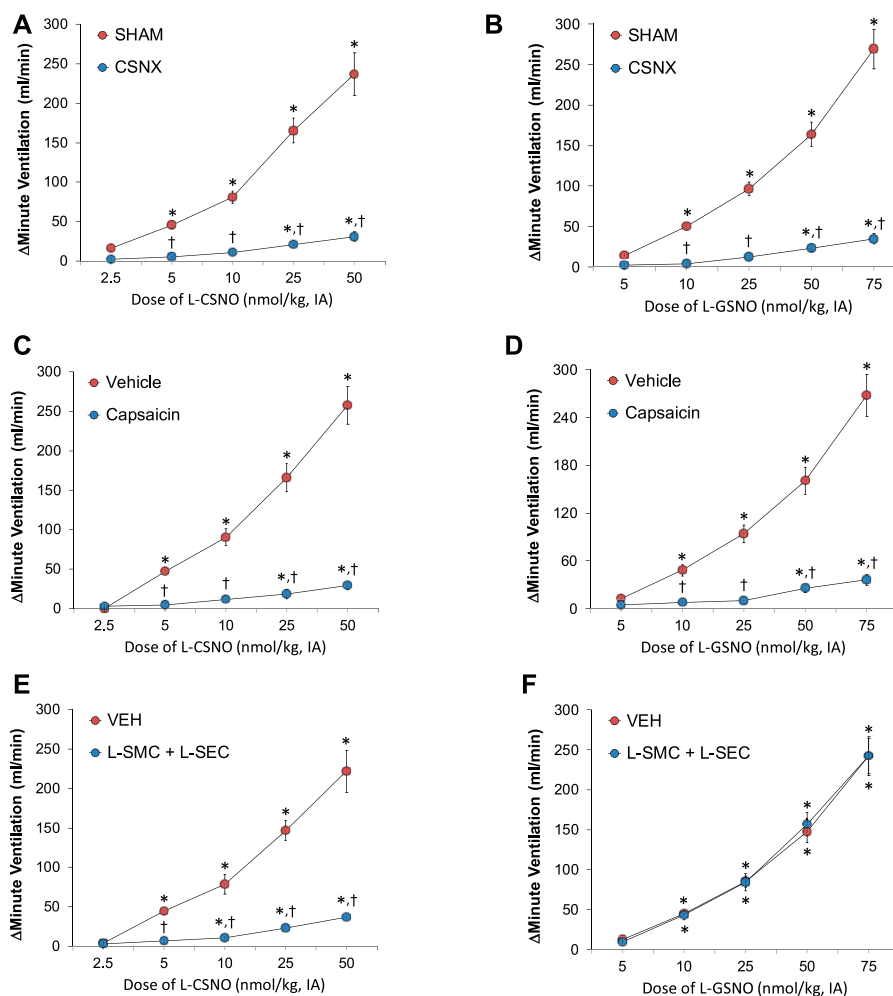 A
ΔMinute Ventilation (ml/min)
SHAM
CSNX
300
250
200
150
100
50
0
*
*
*
*
†
†
*,†
*,†
2.5 5 10 25 50
Dose of L-CSNO (nmol/kg, IA)
B
ΔMinute Ventilation (ml/min)
SHAM
CSNX
300
250
200
150
100
50
0
*
*
*
*
†
†
*,†
*,†
5 10 25 50 75
Dose of L-GSNO (nmol/kg, IA)
C
ΔMinute Ventilation (ml/min)
Vehicle
Capsaicin
300
250
200
150
100
50
0
*
*
*
*
†
†
*,†
*,†
2.5 5 10 25 50
Dose of L-CSNO (nmol/kg, IA)
D
ΔMinute Ventilation (ml/min)
Vehicle
Capsaicin
300
240
180
120
60
0
*
*
*
*
†
†
*,†
*,†
5 10 25 50 75
Dose of L-GSNO (nmol/kg, IA)
E
ΔMinute Ventilation (ml/min)
VEH
L-SMC + L-SEC
300
250
200
150
100
50
0
*
*
*
*
†
*,†
*,†
*,†
2.5 5 10 25 50
Dose of L-CSNO (nmol/kg, IA)
F
ΔMinute Ventilation (ml/min)
VEH
L-SMC + L-SEC
300
250
200
150
100
50
0
*
*
*
*
*
*
*
*
5 10 25 50 75
Dose of L-GSNO (nmol/kg, IA)